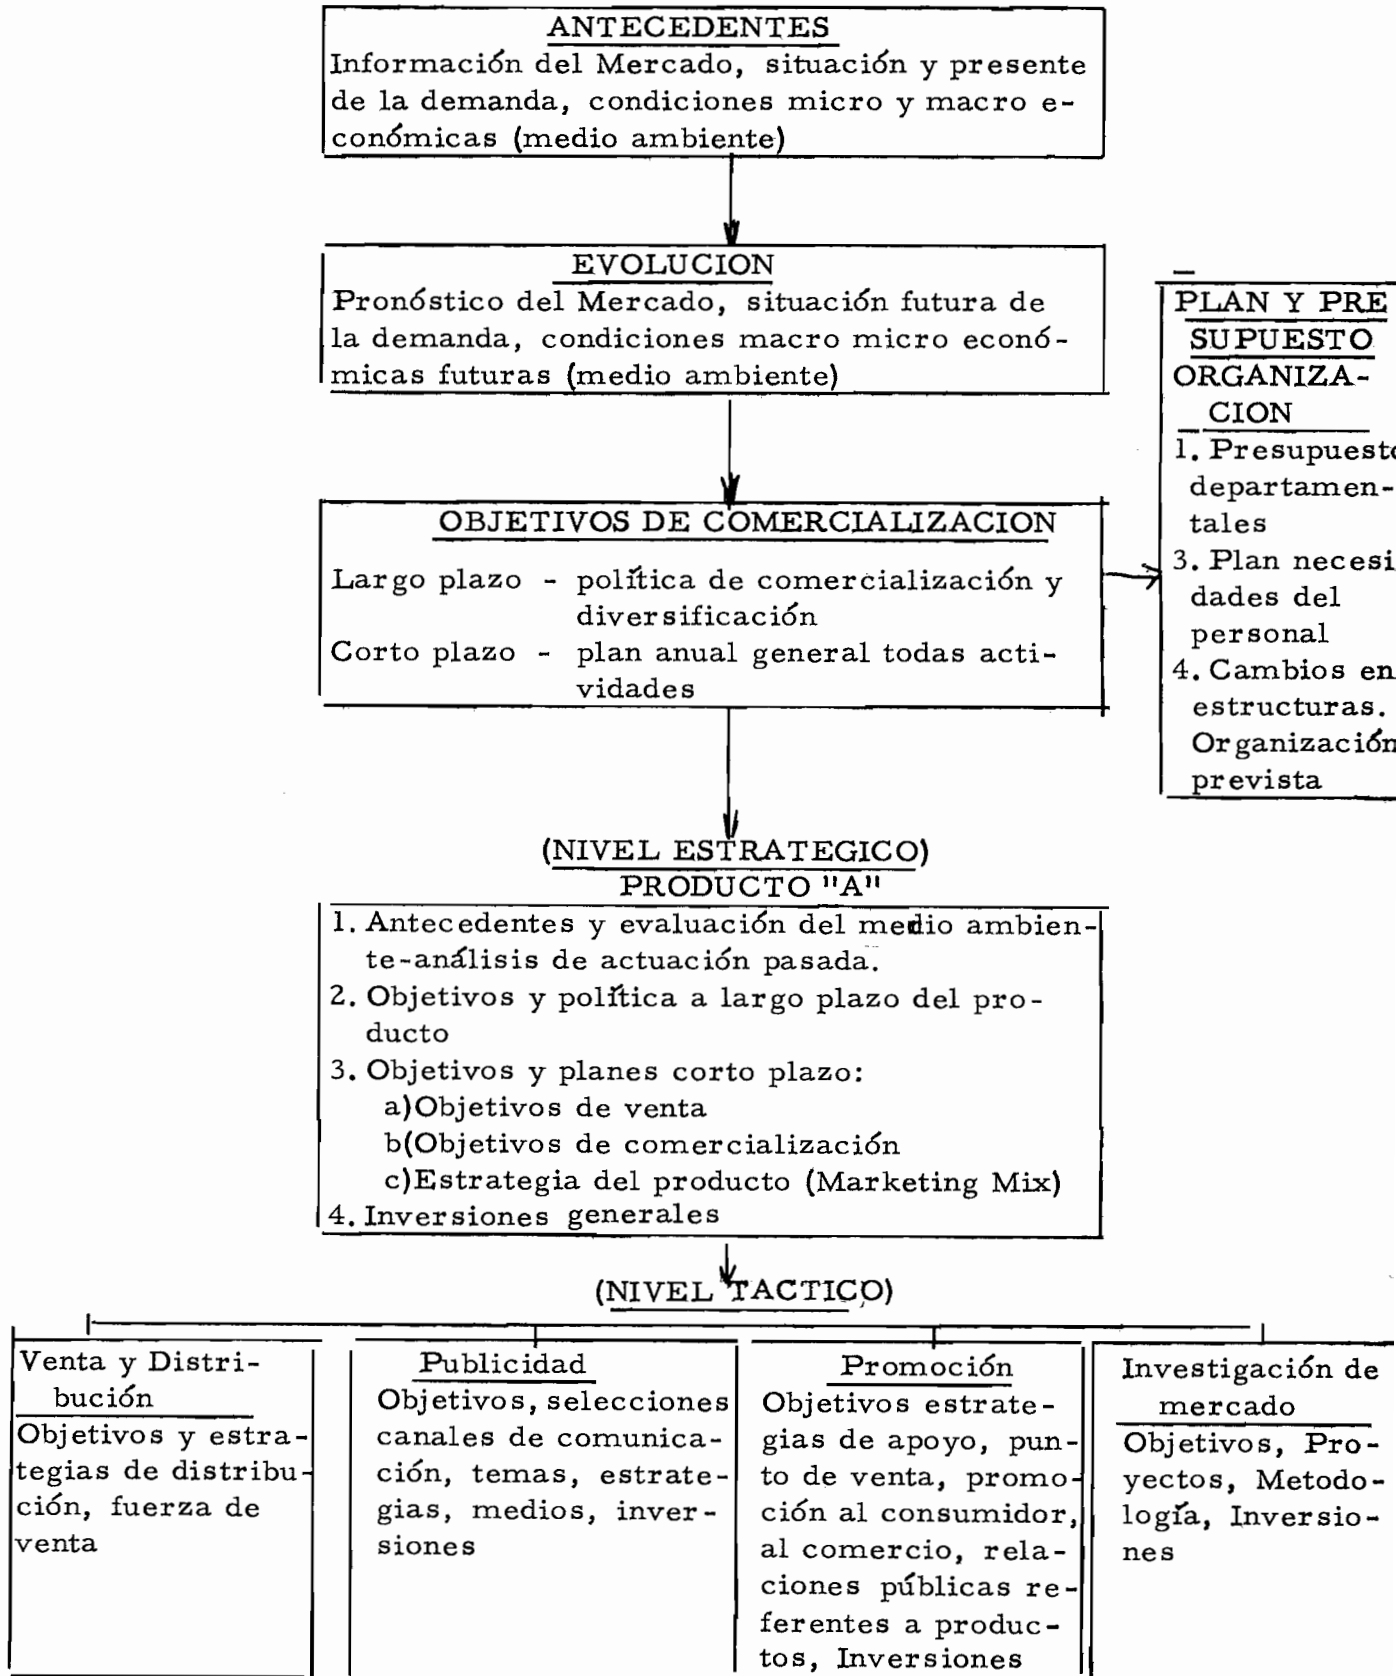 ANTECEDENTES
Información del Mercado, situación y presente
de la demanda, condiciones micro y macro e-
conómicas (medio ambiente)
EVOLUCION
Pronóstico del Mercado, situación futura de
la demanda, condiciones macro micro econó-
micas futuras (medio ambiente)
OBJETIVOS DE COMERCIALIZACION
Largo plazo - política de comercialización y
diversificación
Corto plazo - plan anual general todas acti-
vidades
PLAN Y PRE
SUPUESTO
ORGANIZA-
CION
1. Presupuesto
departamen-
tales
3. Plan necesi
dades del
personal
4. Cambios en
estructuras.
Organización
prevista
(NIVEL ESTRATEGICO)
PRODUCTO "A"
1. Antecedentes y evaluación del medio ambien-
te-análisis de actuación pasada.
2. Objetivos y política a largo plazo del pro-
ducto
3. Objetivos y planes corto plazo:
a)Objetivos de venta
b(Objetivos de comercialización
c)Estrategia del producto (Marketing Mix)
4. Inversiones generales
(NIVEL TACTICO)
Venta y Distri-
bución
Objetivos y estra-
tegias de distribu-
ción, fuerza de
venta
Publicidad
Objetivos, selecciones
canales de comunica-
ción, temas, estrate-
gias, medios, inver-
siones
Promoción
Objetivos estrate-
gias de apoyo, pun-
to de venta, promo-
ción al consumidor,
al comercio, rela-
ciones públicas re-
ferentes a produc-
tos, Inversiones
Investigación de
mercado
Objetivos, Pro-
yectos, Metodo-
logía, Inversio-
nes